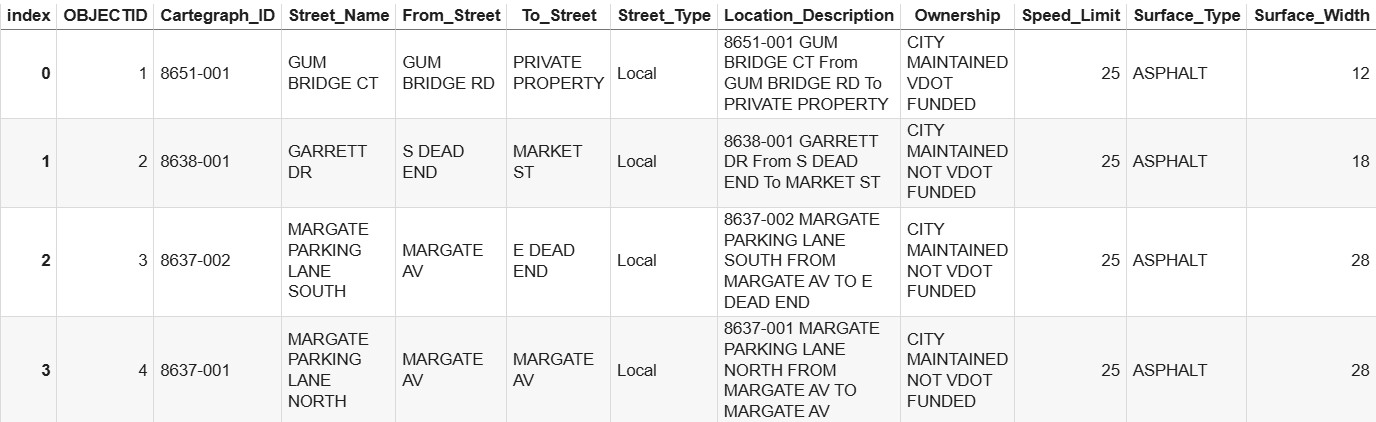 index OBJECTID Cartegraph_ID Street_Name From_Street To_Street Street_Type Location_Description Ownership Speed_Limit Surface_Type Surface_Width
0 1 8651-001 GUM BRIDGE CT GUM BRIDGE RD PRIVATE PROPERTY Local 8651-001 GUM BRIDGE CT From GUM BRIDGE RD To PRIVATE PROPERTY CITY MAINTAINED VDOT FUNDED 25 ASPHALT 12
1 2 8638-001 GARRETT DR S DEAD END MARKET ST Local 8638-001 GARRETT DR From S DEAD END To MARKET ST CITY MAINTAINED NOT VDOT FUNDED 25 ASPHALT 18
2 3 8637-002 MARGATE PARKING LANE SOUTH MARGATE AV E DEAD END Local 8637-002 MARGATE PARKING LANE SOUTH FROM MARGATE AV TO E DEAD END CITY MAINTAINED NOT VDOT FUNDED 25 ASPHALT 28
3 4 8637-001 MARGATE PARKING LANE NORTH MARGATE AV MARGATE AV Local 8637-001 MARGATE PARKING LANE NORTH FROM MARGATE AV TO MARGATE AV CITY MAINTAINED NOT VDOT FUNDED 25 ASPHALT 28